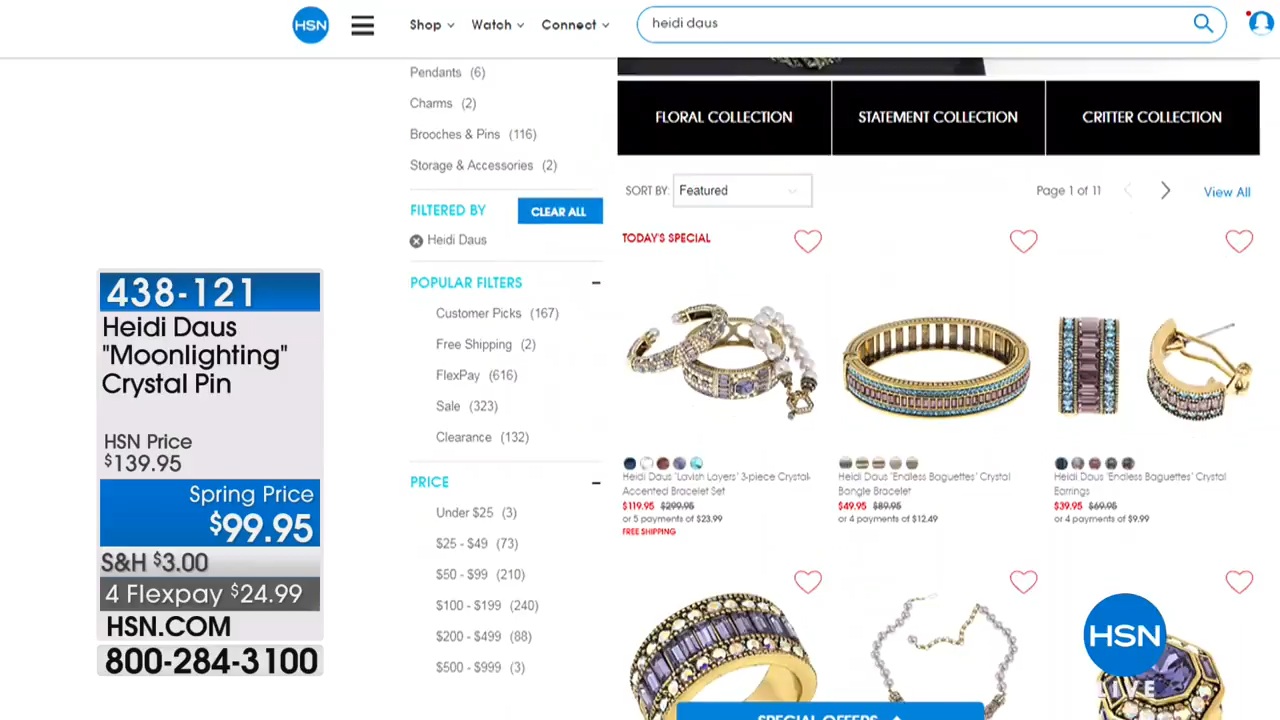 HSN
Shop
Watch
Connect
heidi daus
Pendants (6)
Charms (2)
Brooches & Pins (116)
Storage & Accessories (2)
FILTERED BY
CLEAR ALL
Heidi Daus
POPULAR FILTERS
Customer Picks (167)
Free Shipping (2)
FlexPay (616)
Sale (323)
Clearance (132)
PRICE
Under $25 (3)
$25 - $49 (73)
$50 - $99 (210)
$100 - $199 (240)
$200 - $499 (88)
$500 - $999 (3)
FLORAL COLLECTION
STATEMENT COLLECTION
CRITTER COLLECTION
SORT BY: Featured
Page 1 of 11
View All
TODAY'S SPECIAL
Heidi Daus "Lavish Layers" 3-piece Crystal-
Accented Bracelet Set
$119.95 $299.95
or 5 payments of $23.99
FREE SHIPPING
Heidi Daus "Endless Baguettes" Crystal
Bangle Bracelet
$49.95 $89.95
or 4 payments of $12.49
Heidi Daus "Endless Baguettes" Crystal
Earrings
$39.95 $69.95
or 4 payments of $9.99
SPECIAL OFFERS
438-121
Heidi Daus
"Moonlighting"
Crystal Pin
HSN Price
$139.95
Spring Price
$99.95
S&H $3.00
4 Flexpay $24.99
HSN.COM
800-284-3100
HSN
LIVE